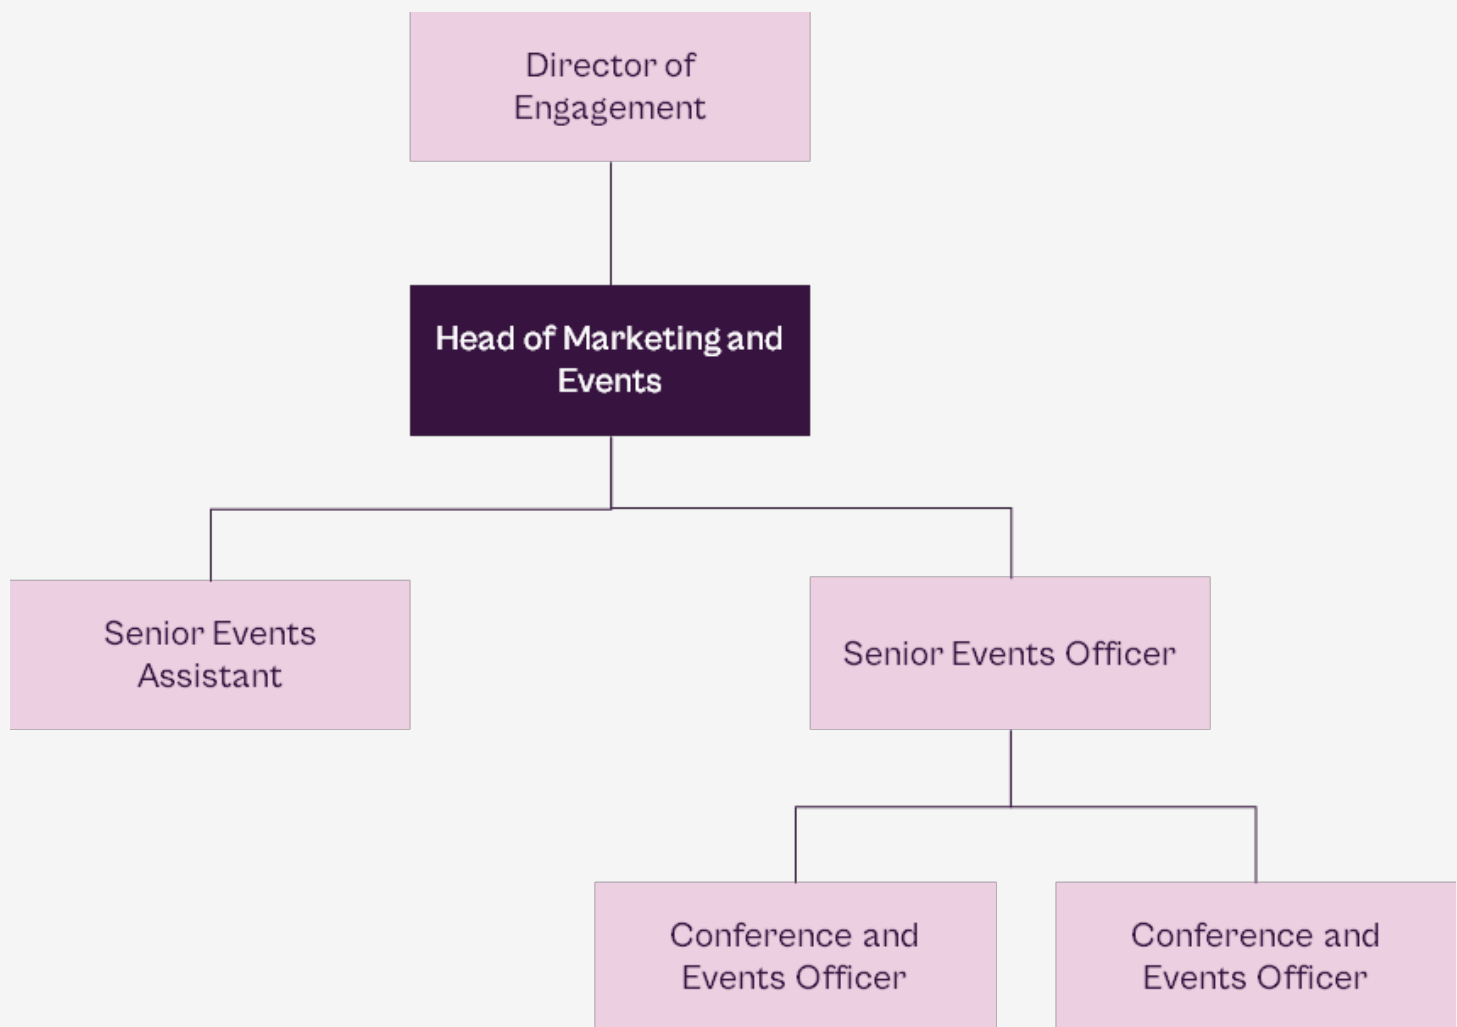 Director of
Engagement
Head of Marketing and
Events
Senior Events
Assistant
Senior Events Officer
Conference and
Events Officer
Conference and
Events Officer